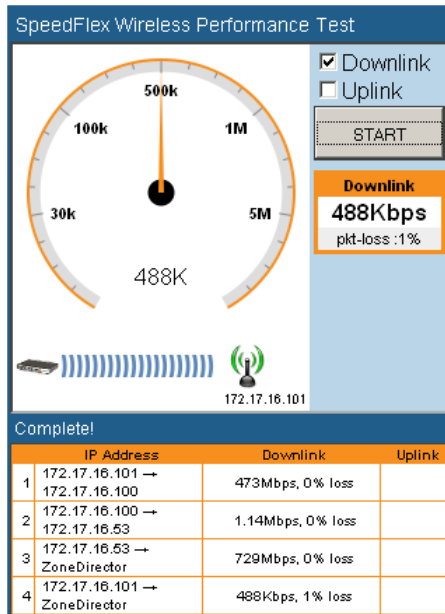 SpeedFlex Wireless Performance Test
Downlink
Uplink
START
500k
100k
1M
30k
5M
488K
Downlink
488Kbps
pkt-loss :1%
172.17.16.101
Complete!
IP Address Downlink Uplink
1 172.17.16.101 → 172.17.16.100 473Mbps, 0% loss
2 172.17.16.100 → 172.17.16.53 1.14Mbps, 0% loss
3 172.17.16.53 → ZoneDirector 729Mbps, 0% loss
4 172.17.16.101 → ZoneDirector 488Kbps, 1% loss